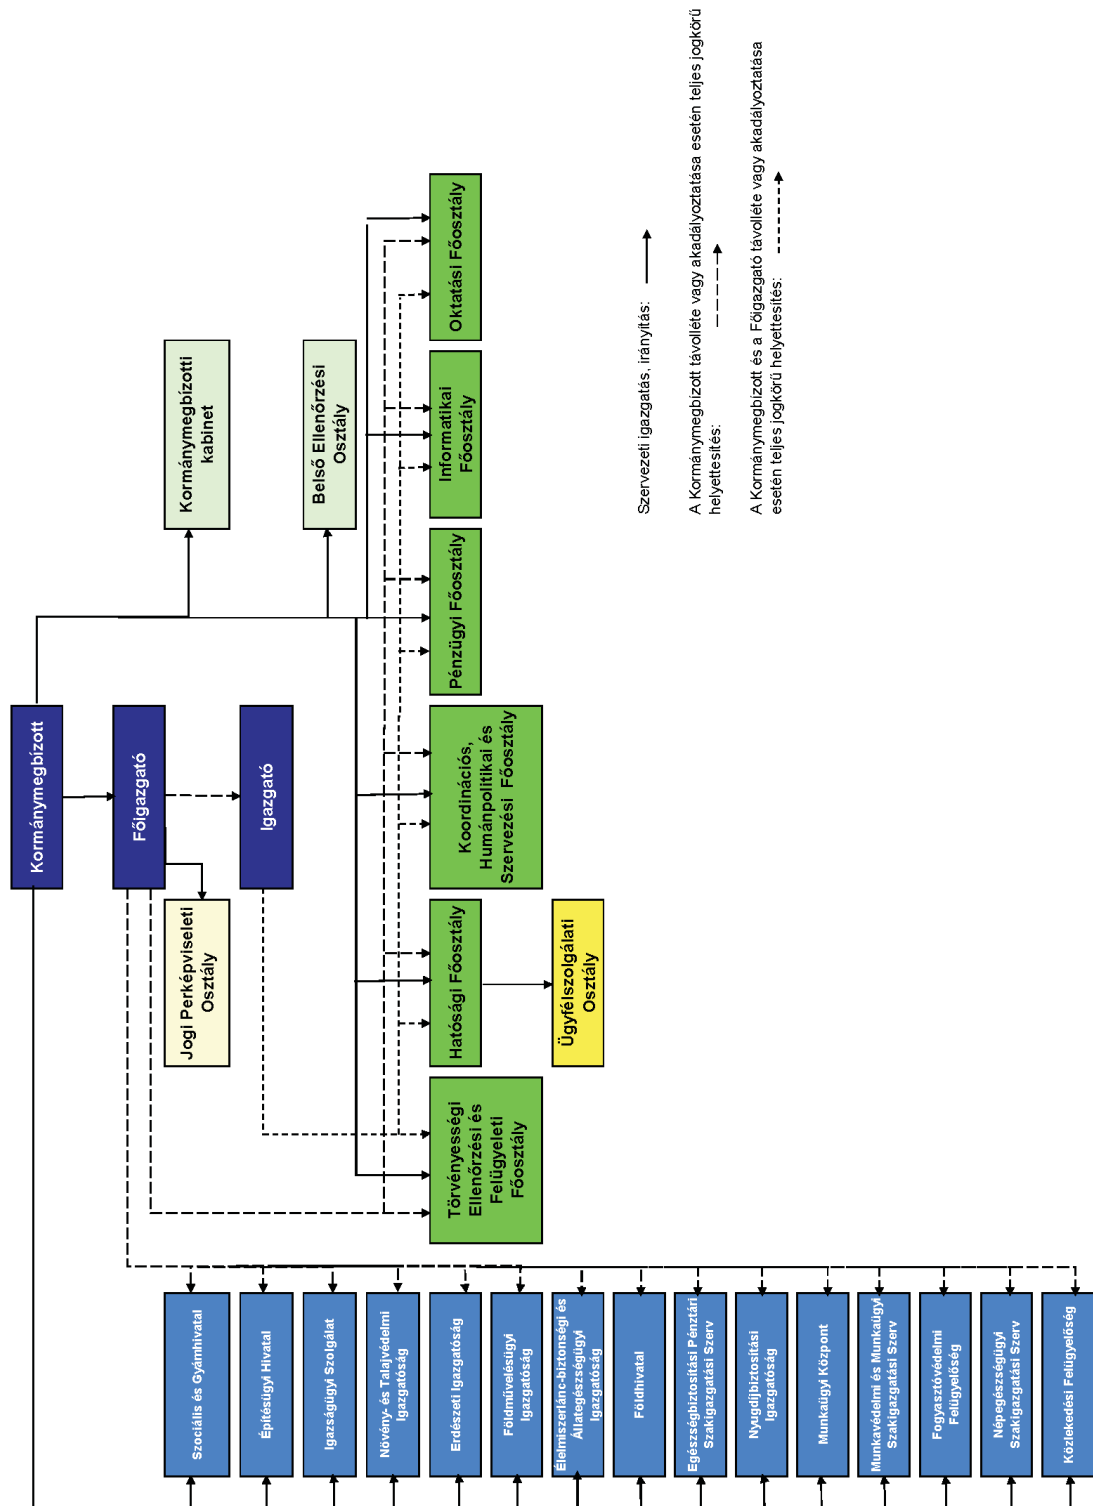 Kormánymegbízott
Kormánymegbízotti
kabinet
Főigazgató
Jogi Perképviseleti
Osztály
Igazgató
Belső Ellenőrzési
Osztály
Törvényességi
Ellenőrzési és
Felügyeleti
Főosztály
Hatósági Főosztály
Koordinációs,
Humánpolitikai és
Szervezési Főosztály
Pénzügyi Főosztály
Informatikai
Főosztály
Oktatási Főosztály
Ügyfélszolgálati
Osztály
Szociális és Gyámhivatal
Építésügyi Hivatal
Igazságügyi Szolgálat
Növény- és Talajvédelmi
Igazgatóság
Erdészeti Igazgatóság
Földművelésügyi
Igazgatóság
Élelmiszerlánc-biztonségi és
Állategészségügyi
Igazgatóság
Földhivatal
Egészségbiztosítási Pénztári
Szakigazgatási Szerv
Nyugdíjbiztosítási
Igazgatóság
Munkaügyi Központ
Munkavédelmi és Munkaügyi
Szakigazgatási Szerv
Fogyasztóvédelmi
Felügyelőség
Népegészségügyi
Szakigazgatási Szerv
Közlekedési Felügyelőség
Szervezeti igazgatás, irányítás:
A Kormánymegbízott távolléte vagy akadályoztatása esetén teljes jogkörű
helyettesítés:
A Kormánymegbízott és a Főigazgató távolléte vagy akadályoztatása
esetén teljes jogkörű helyettesítés: